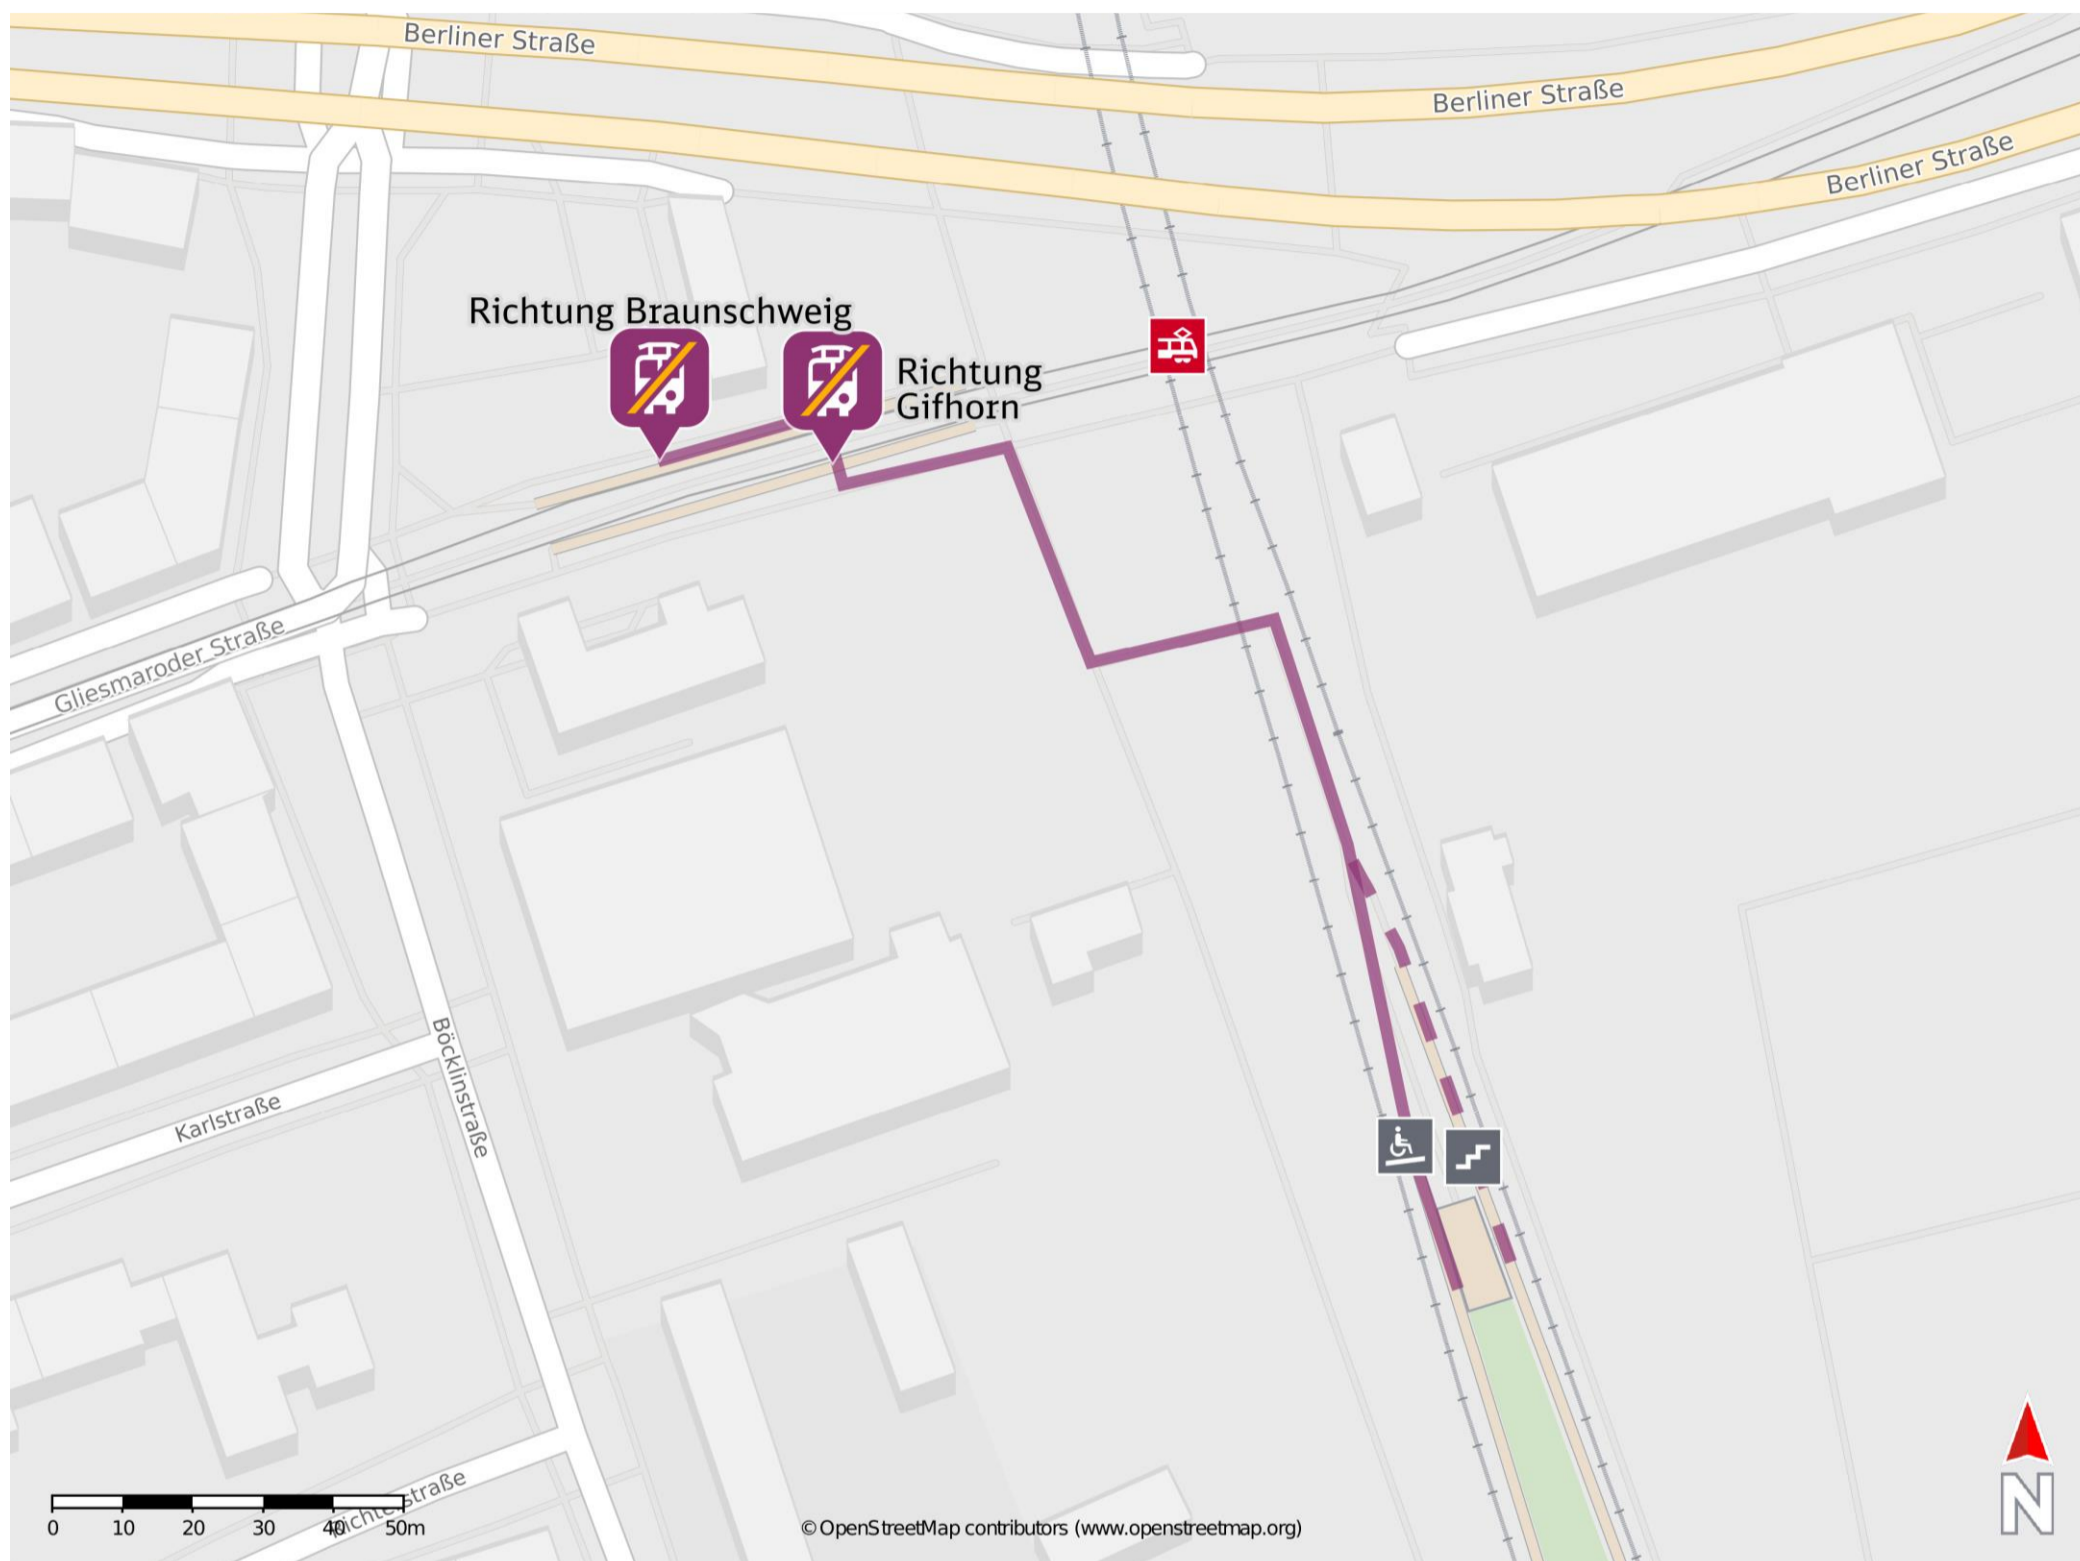 Berliner Straße
Berliner Straße
Berliner Straße
Richtung Braunschweig
Richtung
Gifhorn
Gliesmaroder Straße
Böcklinstraße
Karlstraße
0 10 20 30 40 50m
© OpenStreetMap contributors (www.openstreetmap.org)
N